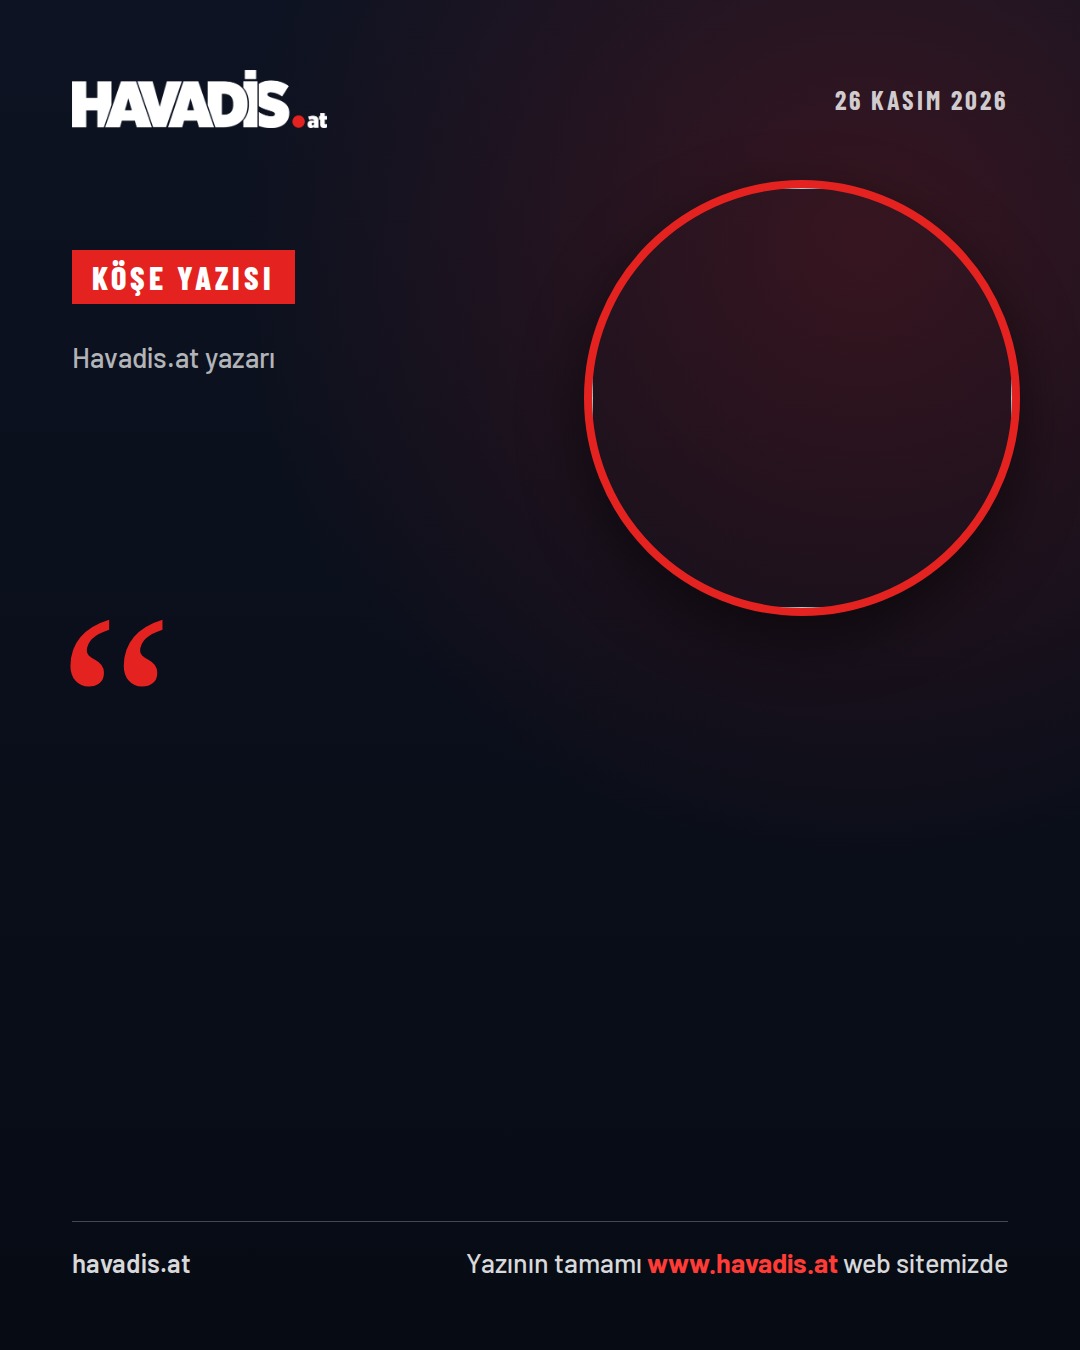 HAVADİS.at
26 KASIM 2026
KÖŞE YAZISI
Havadis.at yazarı
“
havadis.at
Yazının tamamı www.havadis.at web sitemizde